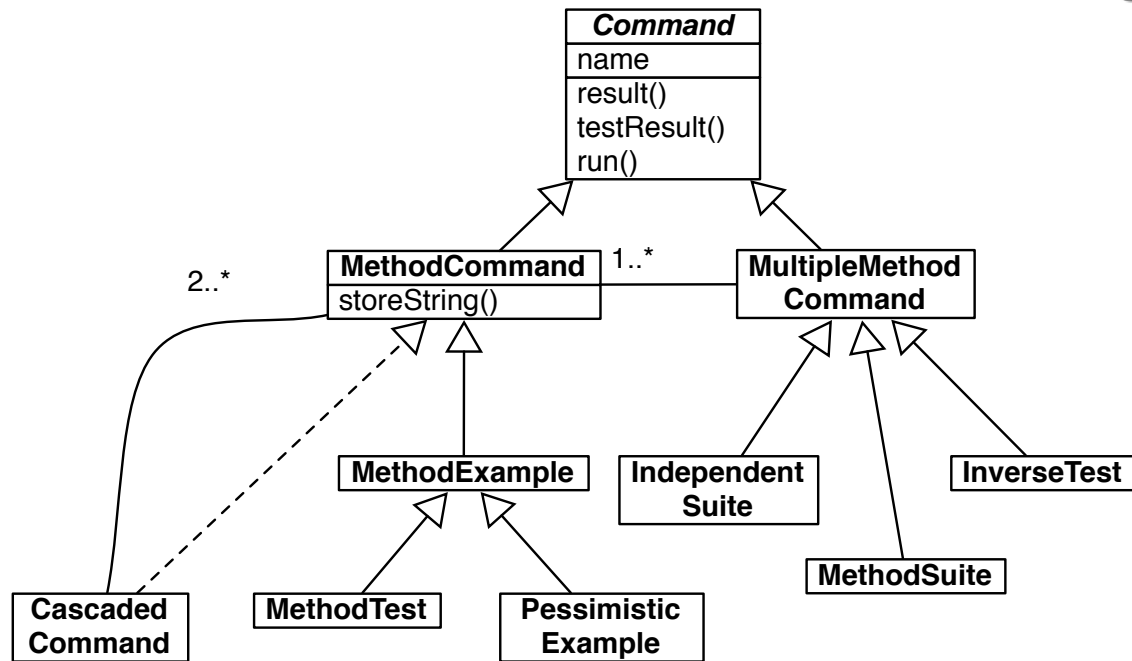 Command
name
result()
testResult()
run()
2..*
MethodCommand
storeString()
1..*
MultipleMethod
Command
MethodExample
Independent
Suite
InverseTest
MethodSuite
Cascaded
Command
MethodTest
Pessimistic
Example